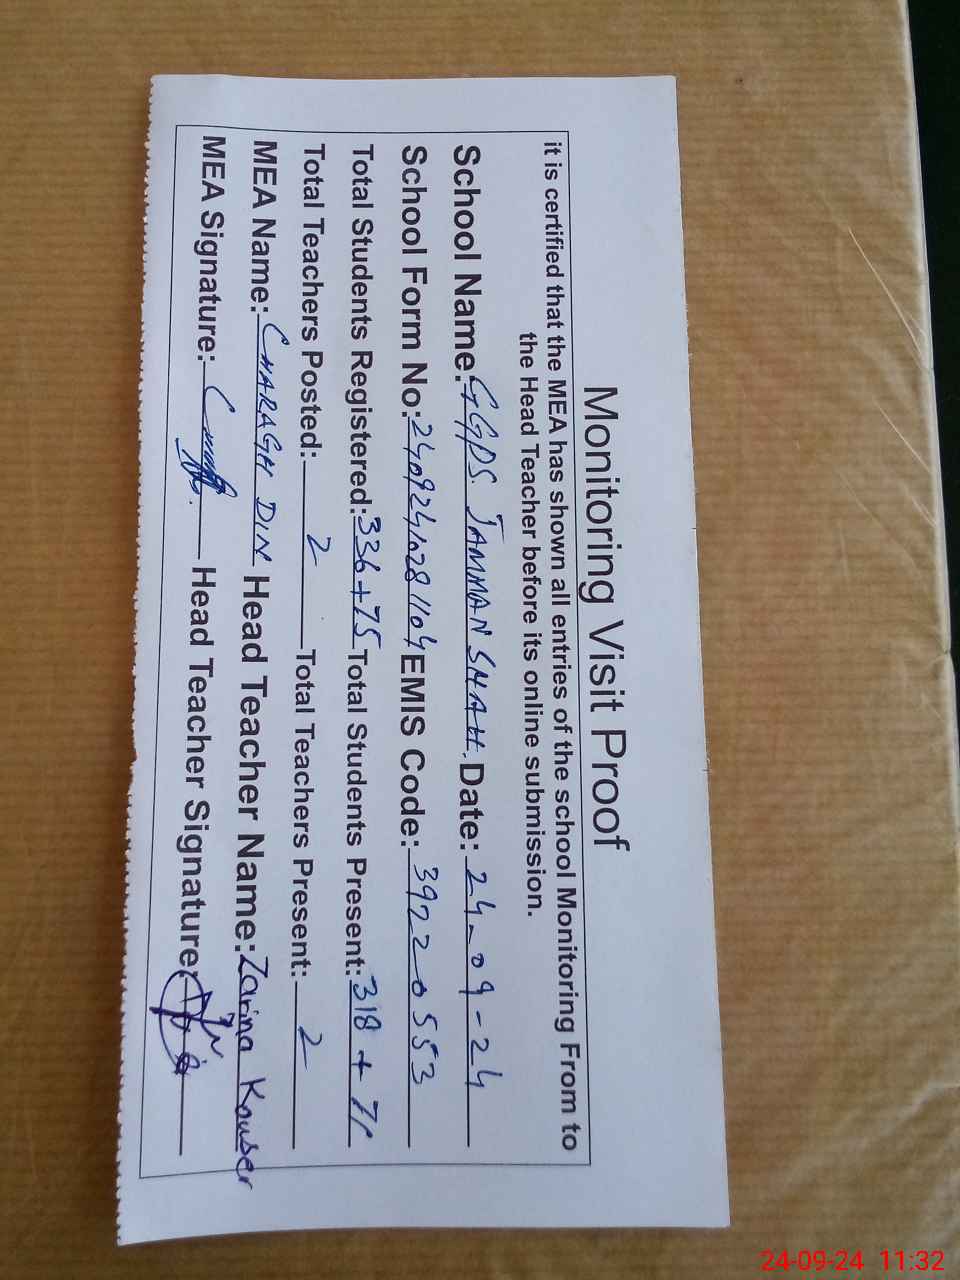 Monitoring Visit Proof
it is certified that the MEA has shown all entries of the school Monitoring From to
the Head Teacher before its online submission.
School Name: GGPS. JAMMAN SHAH. Date: 24-09-24
School Form No: 24092410281104 EMIS Code: 39220553
Total Students Registered: 336+75 Total Students Present: 318 + 71
Total Teachers Posted: 2 Total Teachers Present: 2
MEA Name: CHARAGH DIN Head Teacher Name: Zarina Kouser
MEA Signature: Head Teacher Signature:
24-09-24 11:32